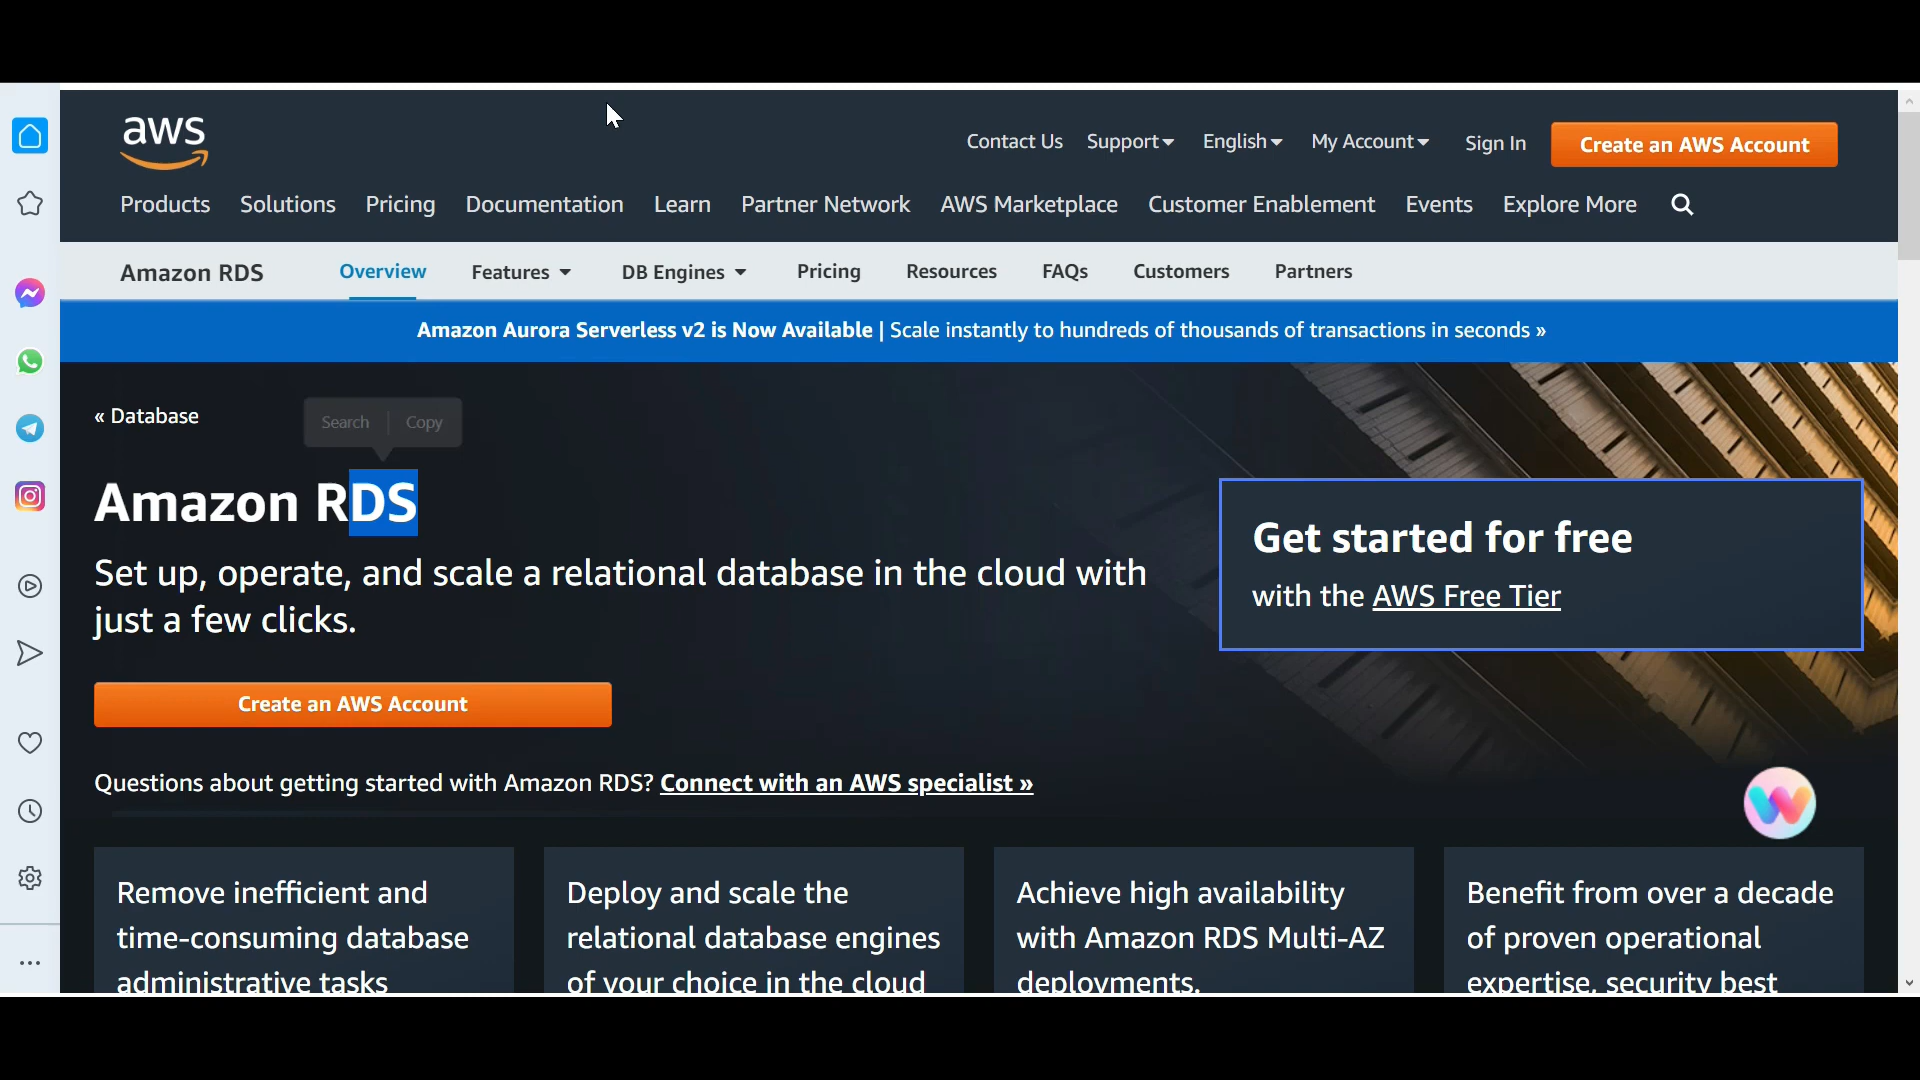 aws
Contact Us Support English My Account Sign In Create an AWS Account
Products Solutions Pricing Documentation Learn Partner Network AWS Marketplace Customer Enablement Events Explore More
Amazon RDS Overview Features DB Engines Pricing Resources FAQs Customers Partners
Amazon Aurora Serverless v2 is Now Available | Scale instantly to hundreds of thousands of transactions in seconds »
« Database
Search Copy
Amazon RDS
Set up, operate, and scale a relational database in the cloud with
just a few clicks.
Get started for free
with the AWS Free Tier
Create an AWS Account
Questions about getting started with Amazon RDS? Connect with an AWS specialist »
Remove inefficient and
time-consuming database
administrative tasks
Deploy and scale the
relational database engines
of your choice in the cloud
Achieve high availability
with Amazon RDS Multi-AZ
deployments.
Benefit from over a decade
of proven operational
expertise, security best